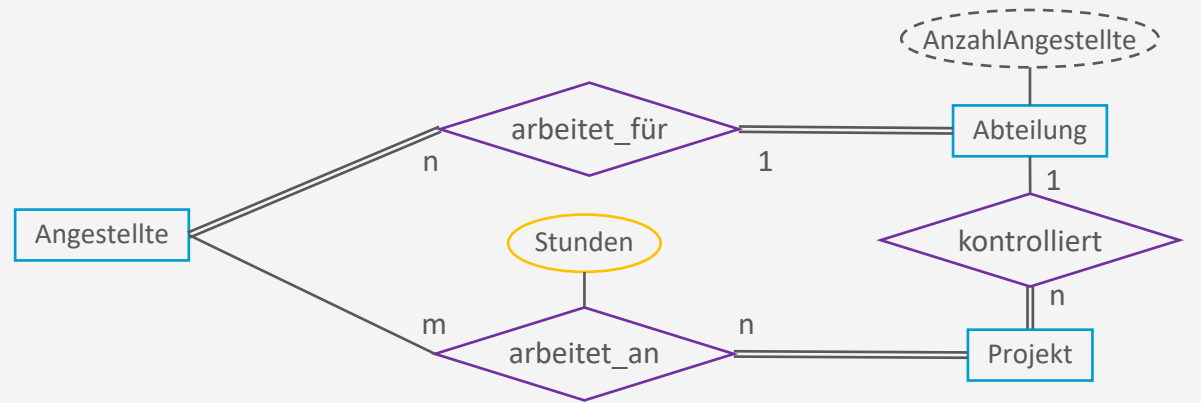 AnzahlAngestellte
arbeitet_für
Abteilung
n
1
1
Angestellte
Stunden
kontrolliert
n
m
n
arbeitet_an
Projekt